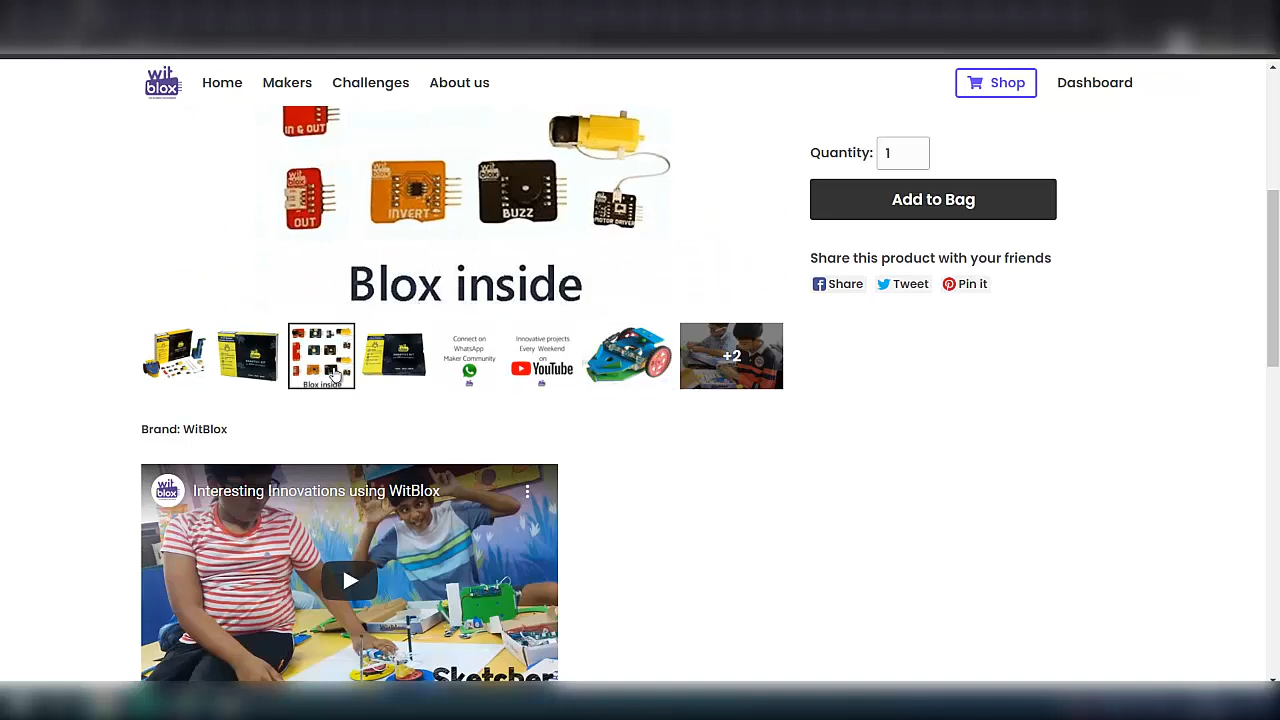 wit
blox
Home
Makers
Challenges
About us
Shop
Dashboard
IN & OUT
OUT
INVERT
BUZZ
MOTOR DRIVER
Blox inside
Quantity: 1
Add to Bag
Share this product with your friends
Share
Tweet
Pin it
Blox inside
Connect on
WhatsApp
Maker Community
Innovative projects
Every Weekend
on
YouTube
+2
Brand: WitBlox
wit
blox
Interesting Innovations using WitBlox
Sketcher